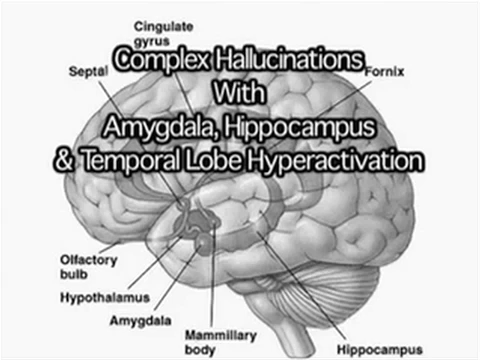 Cingulate
gyrus
Septal
Fornix
Complex Hallucinations
With
Amygdala, Hippocampus
& Temporal Lobe Hyperactivation
Olfactory
bulb
Hypothalamus
Amygdala
Mammillary
body
Hippocampus